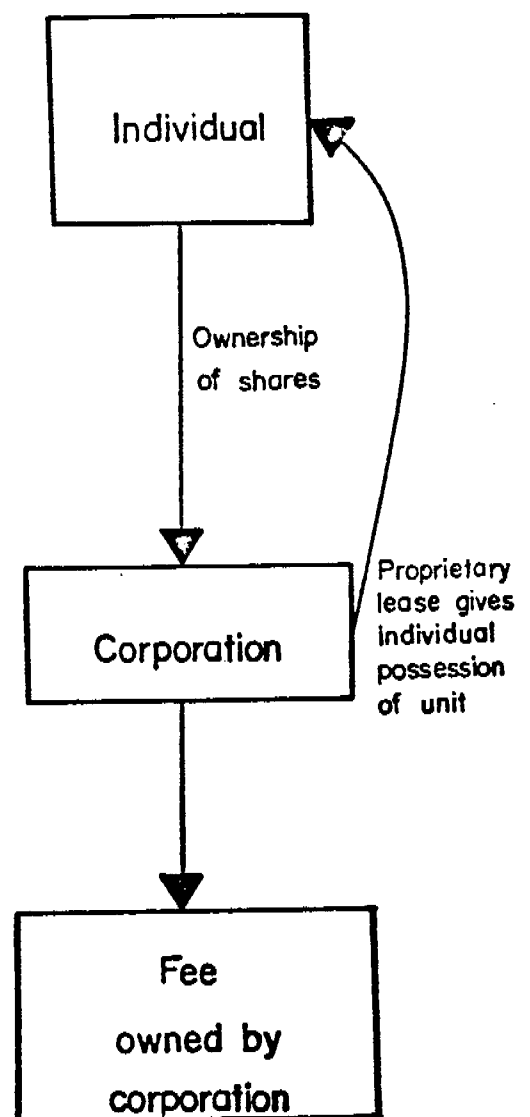 Individual
Ownership
of shares
Corporation
Proprietary
lease gives
individual
possession
of unit
Fee
owned by
corporation